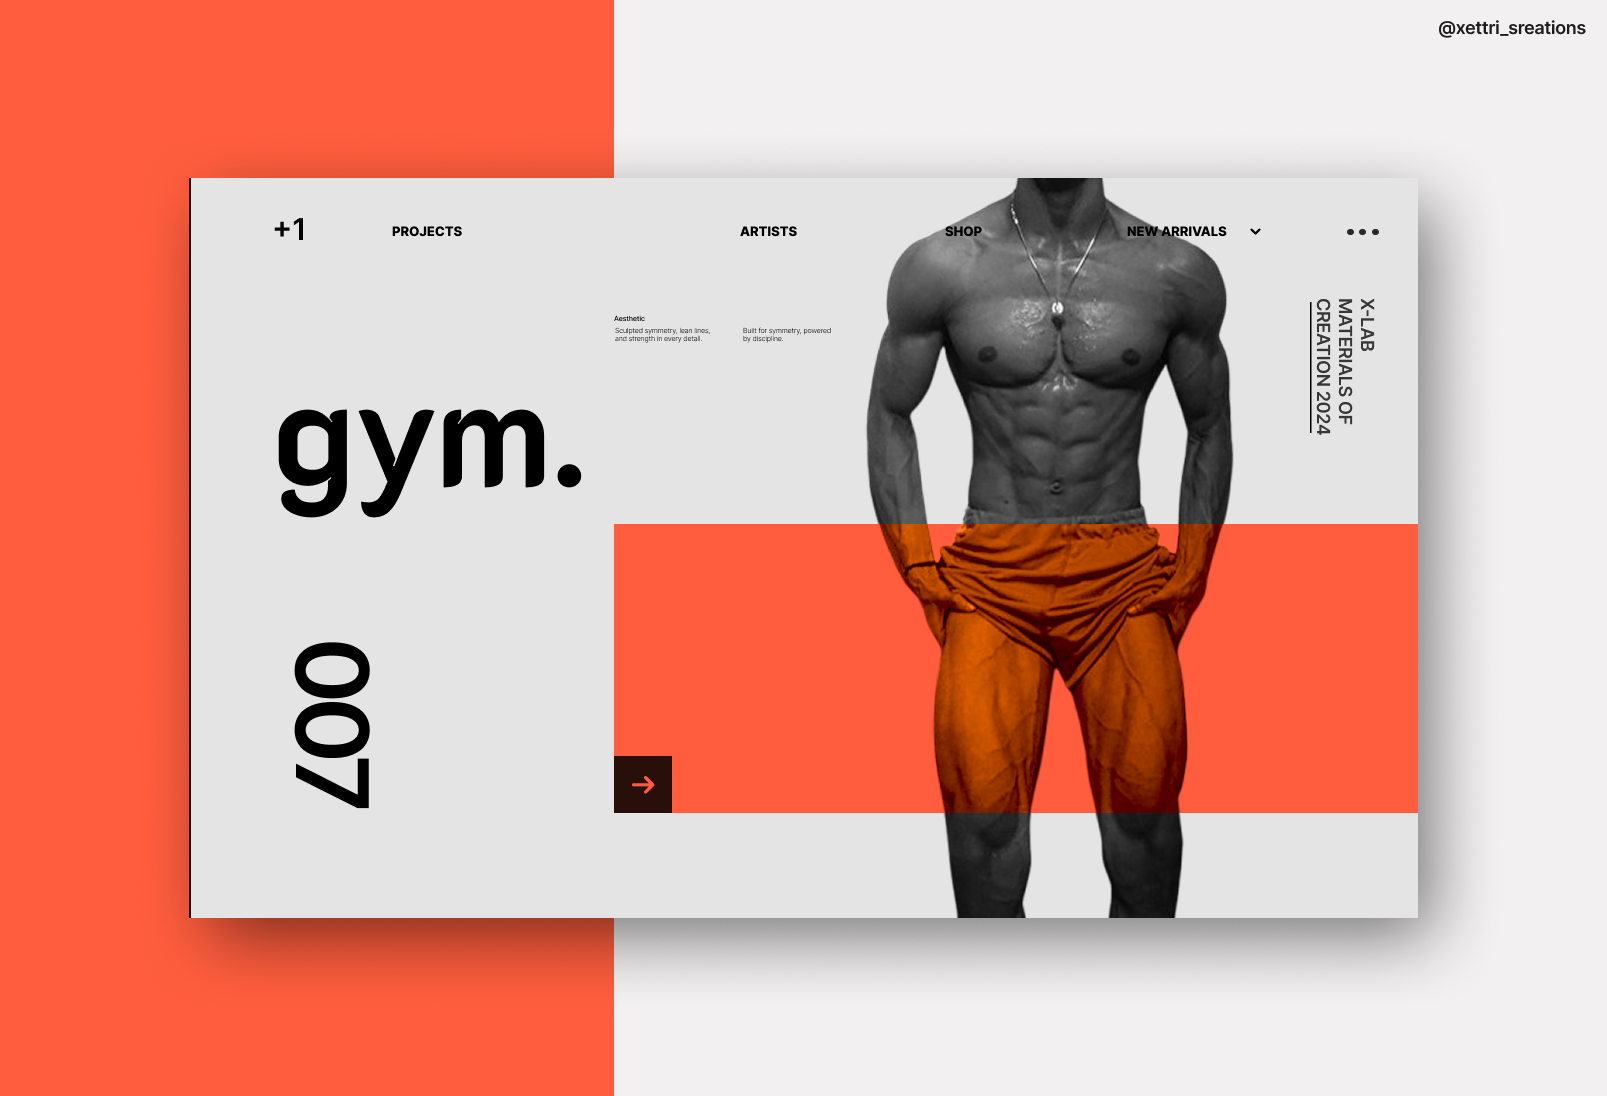 @xettri_sreations
+1
PROJECTS
ARTISTS
SHOP
NEW ARRIVALS
Aesthetic
Sculpted symmetry, lean lines,
and strength in every detail.
Built for symmetry, powered
by discipline.
X-LAB
MATERIALS OF
CREATION 2024
gym.
007